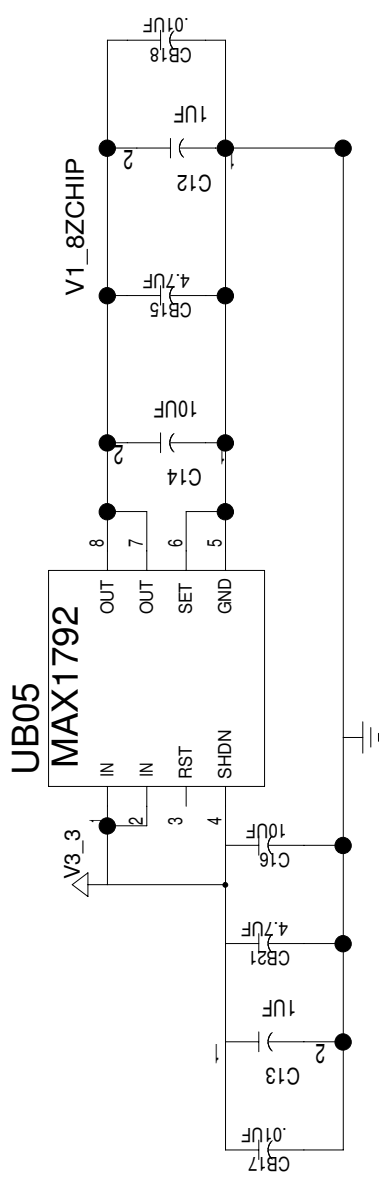 .01UF
CB18
1UF
2
1
C12
V1_8ZCHIP
4.7UF
CB15
10UF
2
1
C14
8
7
6
5
OUT
OUT
SET
GND
UB05
MAX1792
IN
IN
RST
SHDN
1
2
3
4
V3_3
10UF
C16
4.7UF
CB21
1UF
1
2
C13
.01UF
CB17